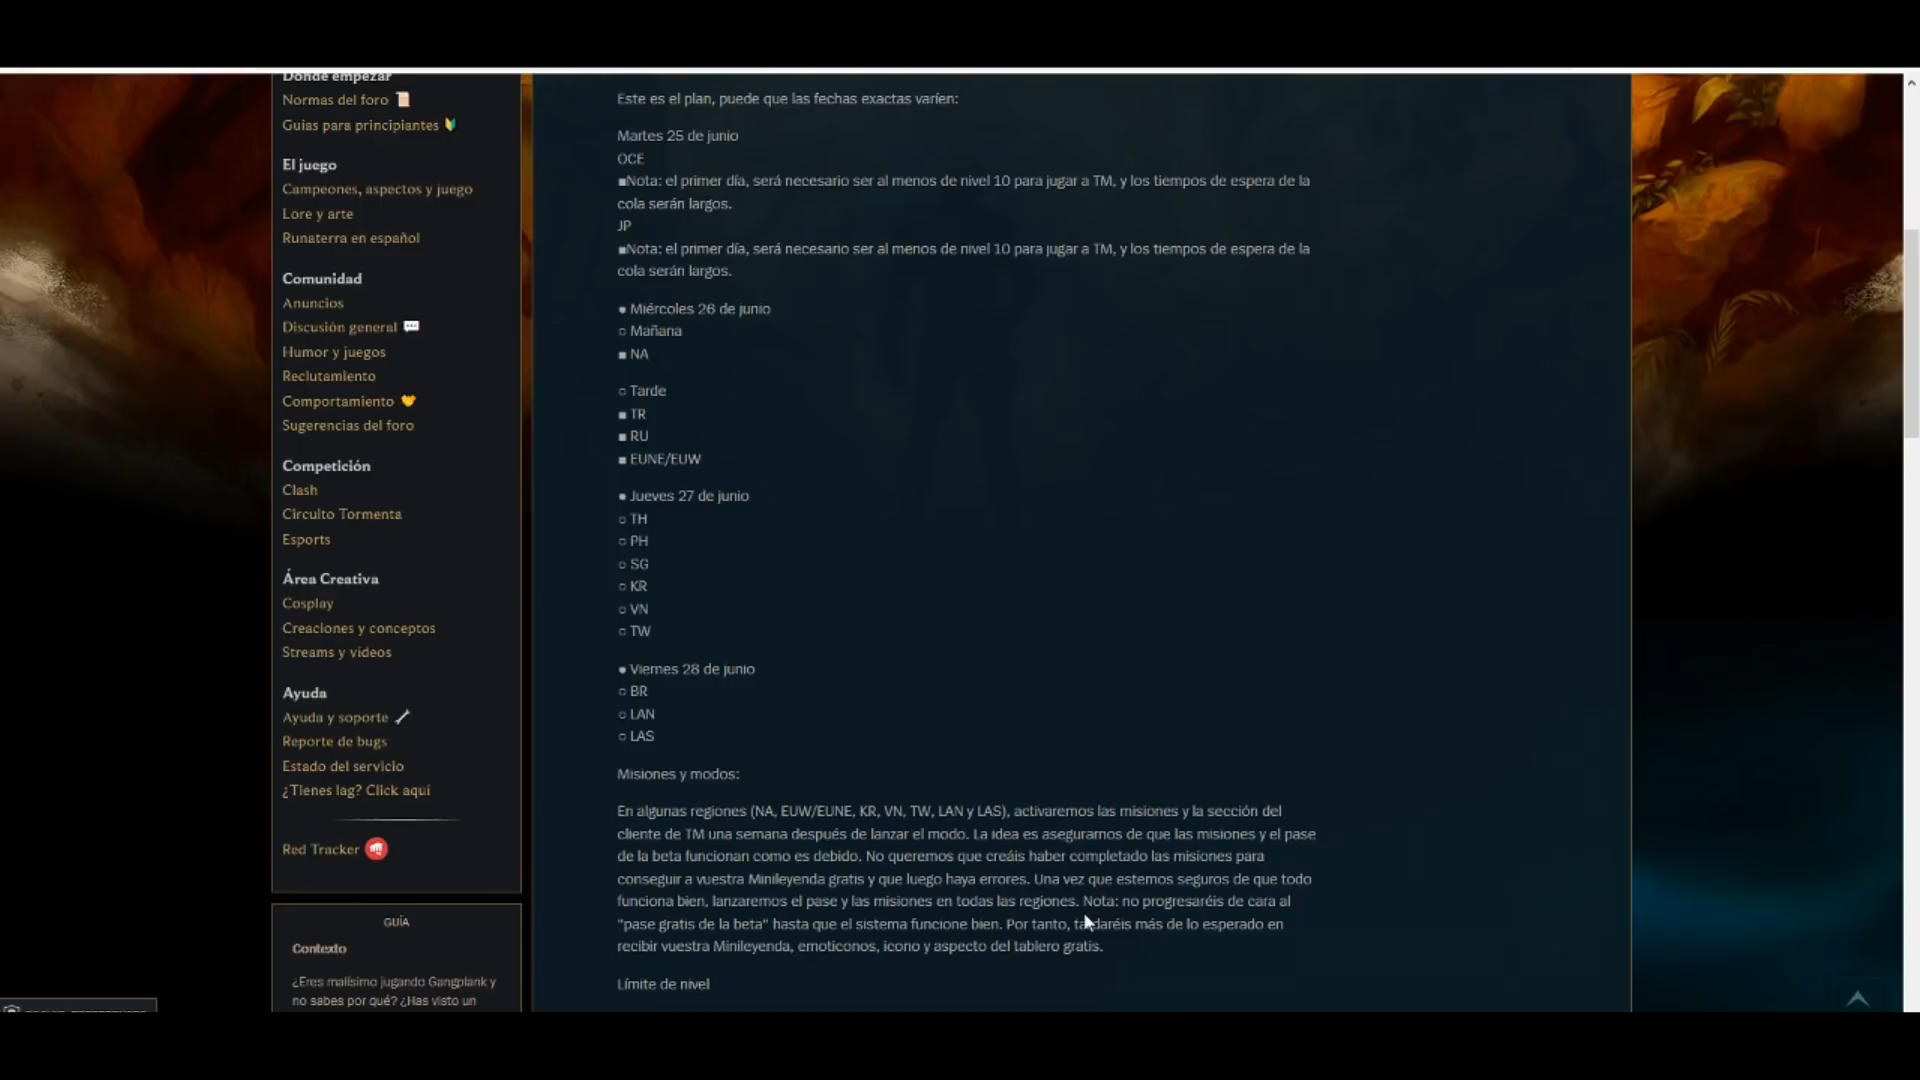 Donde empezar
Normas del foro
Guías para principiantes
El juego
Campeones, aspectos y juego
Lore y arte
Runaterra en español
Comunidad
Anuncios
Discusión general
Humor y juegos
Reclutamiento
Comportamiento
Sugerencias del foro
Competición
Clash
Circuito Tormenta
Esports
Área Creativa
Cosplay
Creaciones y conceptos
Streams y vídeos
Ayuda
Ayuda y soporte
Reporte de bugs
Estado del servicio
¿Tienes lag? Click aquí
Red Tracker
GUÍA
Contexto
¿Eres malísimo jugando Gangplank y
no sabes por qué? ¿Has visto un
Este es el plan, puede que las fechas exactas varíen:
Martes 25 de junio
OCE
■Nota: el primer día, será necesario ser al menos de nivel 10 para jugar a TM, y los tiempos de espera de la
cola serán largos.
JP
■Nota: el primer día, será necesario ser al menos de nivel 10 para jugar a TM, y los tiempos de espera de la
cola serán largos.
● Miércoles 26 de junio
○ Mañana
■ NA
○ Tarde
■ TR
■ RU
■ EUNE/EUW
● Jueves 27 de junio
○ TH
○ PH
○ SG
○ KR
○ VN
○ TW
● Viernes 28 de junio
○ BR
○ LAN
○ LAS
Misiones y modos:
En algunas regiones (NA, EUW/EUNE, KR, VN, TW, LAN y LAS), activaremos las misiones y la sección del
cliente de TM una semana después de lanzar el modo. La idea es asegurarnos de que las misiones y el pase
de la beta funcionan como es debido. No queremos que creáis haber completado las misiones para
conseguir a vuestra Minileyenda gratis y que luego haya errores. Una vez que estemos seguros de que todo
funciona bien, lanzaremos el pase y las misiones en todas las regiones. Nota: no progresaréis de cara al
"pase gratis de la beta" hasta que el sistema funcione bien. Por tanto, tardaréis más de lo esperado en
recibir vuestra Minileyenda, emoticonos, icono y aspecto del tablero gratis.
Límite de nivel